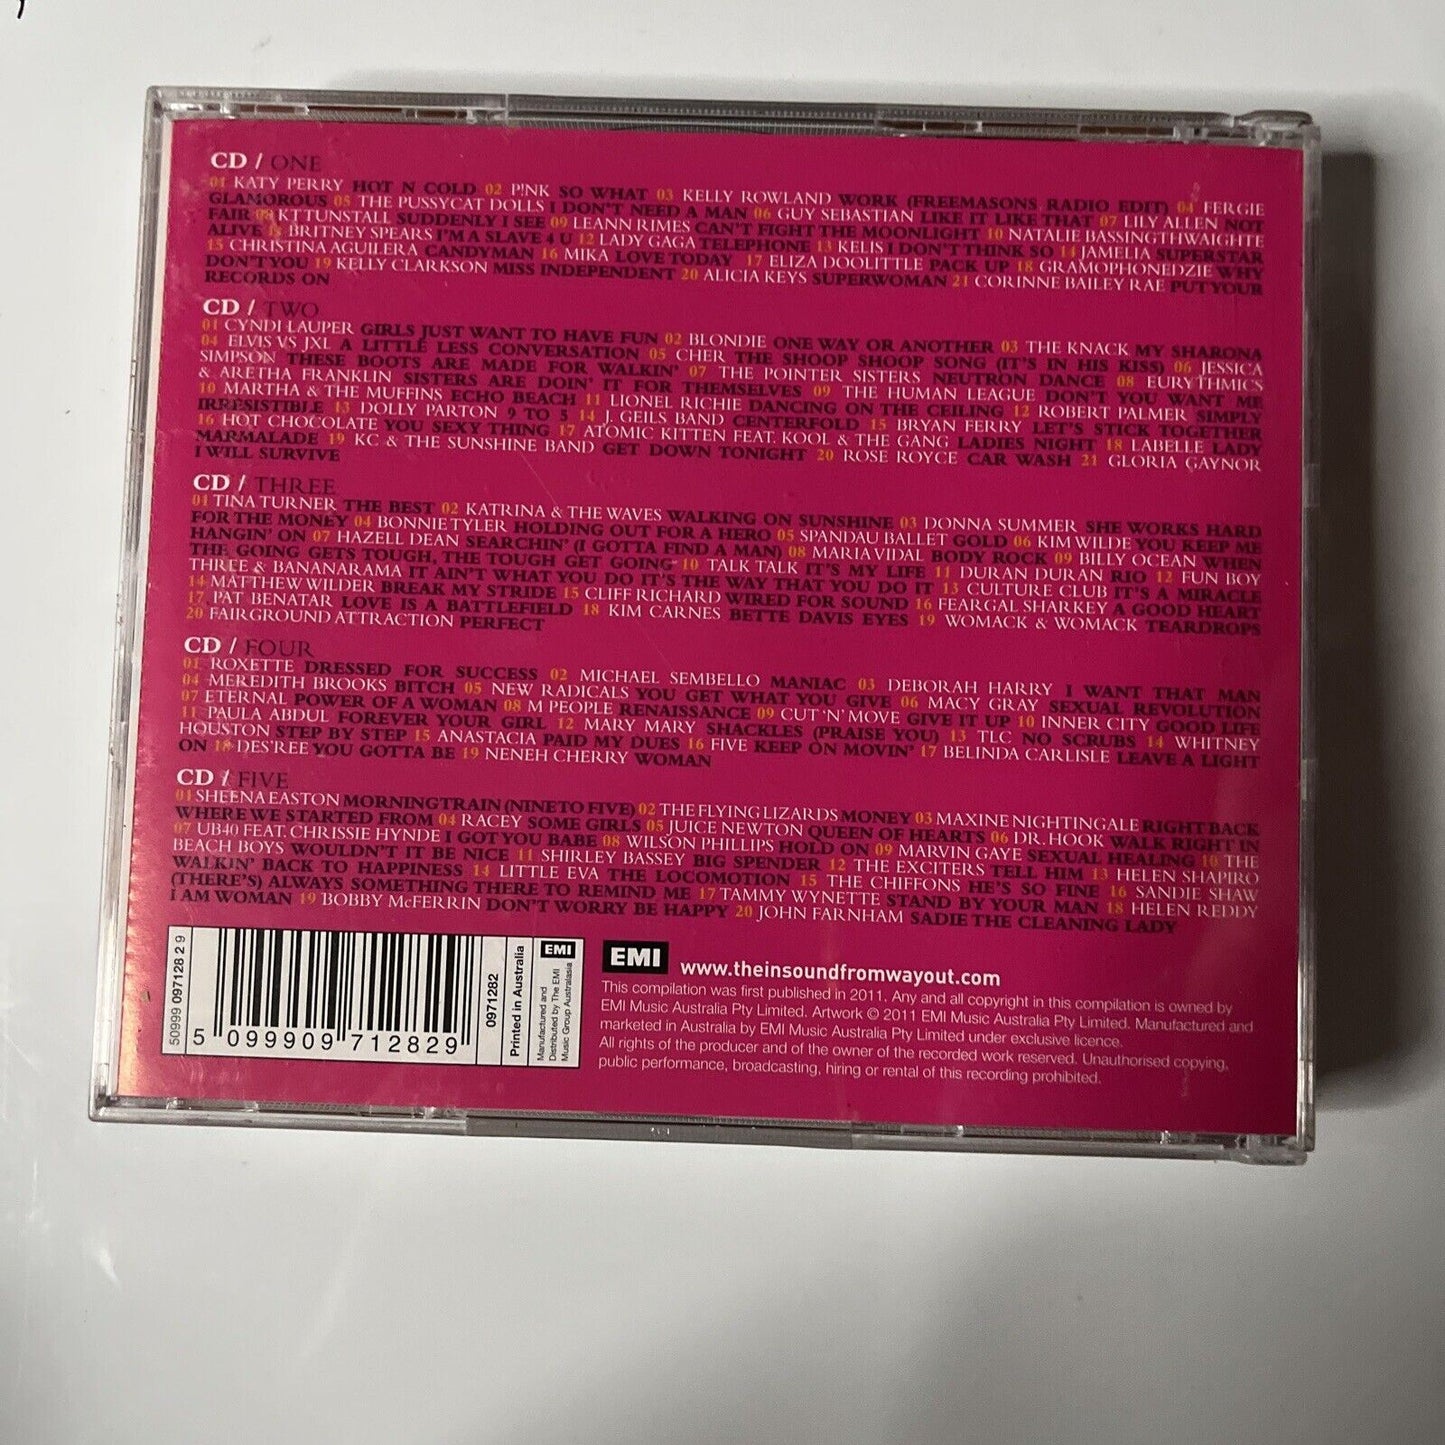 CD / ONE
01 KATY PERRY HOT N COLD 02 P!NK SO WHAT 03 KELLY ROWLAND WORK (FREEMASONS RADIO EDIT) 04 FERGIE
GLAMOROUS 05 THE PUSSYCAT DOLLS I DON'T NEED A MAN 06 GUY SEBASTIAN LIKE IT LIKE THAT 07 LILY ALLEN NOT
FAIR 08 KT TUNSTALL SUDDENLY I SEE 09 LEANN RIMES CAN'T FIGHT THE MOONLIGHT 10 NATALIE BASSINGTHWAIGHTE
ALIVE 11 BRITNEY SPEARS I'M A SLAVE 4 U 12 LADY GAGA TELEPHONE 13 KELIS I DON'T THINK SO 14 JAMELIA SUPERSTAR
15 CHRISTINA AGUILERA CANDYMAN 16 MIKA LOVE TODAY 17 ELIZA DOOLITTLE PACK UP 18 GRAMOPHONEDZIE WHY
DON'T YOU 19 KELLY CLARKSON MISS INDEPENDENT 20 ALICIA KEYS SUPERWOMAN 21 CORINNE BAILEY RAE PUT YOUR
RECORDS ON
CD / TWO
01 CYNDI LAUPER GIRLS JUST WANT TO HAVE FUN 02 BLONDIE ONE WAY OR ANOTHER 03 THE KNACK MY SHARONA
04 ELVIS VS JXL A LITTLE LESS CONVERSATION 05 CHER THE SHOOP SHOOP SONG (IT'S IN HIS KISS) 06 JESSICA
SIMPSON THESE BOOTS ARE MADE FOR WALKIN' 07 THE POINTER SISTERS NEUTRON DANCE 08 EURYTHMICS
& ARETHA FRANKLIN SISTERS ARE DOIN' IT FOR THEMSELVES 09 THE HUMAN LEAGUE DON'T YOU WANT ME
10 MARTHA & THE MUFFINS ECHO BEACH 11 LIONEL RICHIE DANCING ON THE CEILING 12 ROBERT PALMER SIMPLY
IRRESISTIBLE 13 DOLLY PARTON 9 TO 5 14 J. GEILS BAND CENTERFOLD 15 BRYAN FERRY LET'S STICK TOGETHER
16 HOT CHOCOLATE YOU SEXY THING 17 ATOMIC KITTEN FEAT. KOOL & THE GANG LADIES NIGHT 18 LABELLE LADY
MARMALADE 19 KC & THE SUNSHINE BAND GET DOWN TONIGHT 20 ROSE ROYCE CAR WASH 21 GLORIA GAYNOR
I WILL SURVIVE
CD / THREE
01 TINA TURNER THE BEST 02 KATRINA & THE WAVES WALKING ON SUNSHINE 03 DONNA SUMMER SHE WORKS HARD
FOR THE MONEY 04 BONNIE TYLER HOLDING OUT FOR A HERO 05 SPANDAU BALLET GOLD 06 KIM WILDE YOU KEEP ME
HANGIN' ON 07 HAZELL DEAN SEARCHIN' (I GOTTA FIND A MAN) 08 MARIA VIDAL BODY ROCK 09 BILLY OCEAN WHEN
THE GOING GETS TOUGH, THE TOUGH GET GOING 10 TALK TALK IT'S MY LIFE 11 DURAN DURAN RIO 12 FUN BOY
THREE & BANANARAMA IT AIN'T WHAT YOU DO IT'S THE WAY THAT YOU DO IT 13 CULTURE CLUB IT'S A MIRACLE
14 MATTHEW WILDER BREAK MY STRIDE 15 CLIFF RICHARD WIRED FOR SOUND 16 FEARGAL SHARKEY A GOOD HEART
17 PAT BENATAR LOVE IS A BATTLEFIELD 18 KIM CARNES BETTE DAVIS EYES 19 WOMACK & WOMACK TEARDROPS
20 FAIRGROUND ATTRACTION PERFECT
CD / FOUR
01 ROXETTE DRESSED FOR SUCCESS 02 MICHAEL SEMBELLO MANIAC 03 DEBORAH HARRY I WANT THAT MAN
04 MEREDITH BROOKS BITCH 05 NEW RADICALS YOU GET WHAT YOU GIVE 06 MACY GRAY SEXUAL REVOLUTION
07 ETERNAL POWER OF A WOMAN 08 M PEOPLE RENAISSANCE 09 CUT 'N' MOVE GIVE IT UP 10 INNER CITY GOOD LIFE
11 PAULA ABDUL FOREVER YOUR GIRL 12 MARY MARY SHACKLES (PRAISE YOU) 13 TLC NO SCRUBS 14 WHITNEY
HOUSTON STEP BY STEP 15 ANASTACIA PAID MY DUES 16 FIVE KEEP ON MOVIN' 17 BELINDA CARLISLE LEAVE A LIGHT
ON 18 DES'REE YOU GOTTA BE 19 NENEH CHERRY WOMAN
CD / FIVE
01 SHEENA EASTON MORNING TRAIN (NINE TO FIVE) 02 THE FLYING LIZARDS MONEY 03 MAXINE NIGHTINGALE RIGHT BACK
WHERE WE STARTED FROM 04 RACEY SOME GIRLS 05 JUICE NEWTON QUEEN OF HEARTS 06 DR. HOOK WALK RIGHT IN
07 UB40 FEAT. CHRISSIE HYNDE I GOT YOU BABE 08 WILSON PHILLIPS HOLD ON 09 MARVIN GAYE SEXUAL HEALING 10 THE
BEACH BOYS WOULDN'T IT BE NICE 11 SHIRLEY BASSEY BIG SPENDER 12 THE EXCITERS TELL HIM 13 HELEN SHAPIRO
WALKIN' BACK TO HAPPINESS 14 LITTLE EVA THE LOCOMOTION 15 THE CHIFFONS HE'S SO FINE 16 SANDIE SHAW
(THERE'S) ALWAYS SOMETHING THERE TO REMIND ME 17 TAMMY WYNETTE STAND BY YOUR MAN 18 HELEN REDDY
I AM WOMAN 19 BOBBY McFERRIN DON'T WORRY BE HAPPY 20 JOHN FARNHAM SADIE THE CLEANING LADY
50999 097128 2 9
5 099909 712829
0971282
Printed in Australia
EMI
Manufactured and
Distributed by The EMI
Music Group Australasia
EMI
www.theinsoundfromwayout.com
This compilation was first published in 2011. Any and all copyright in this compilation is owned by
EMI Music Australia Pty Limited. Artwork © 2011 EMI Music Australia Pty Limited. Manufactured and
marketed in Australia by EMI Music Australia Pty Limited under exclusive licence.
All rights of the producer and of the owner of the recorded work reserved. Unauthorised copying,
public performance, broadcasting, hiring or rental of this recording prohibited.